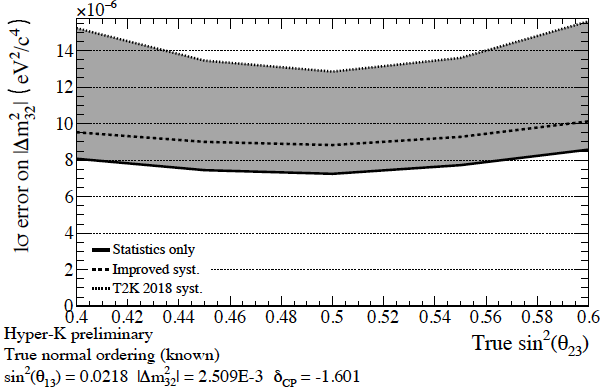 ×10⁻⁶
1σ error on |Δm²₃₂| (eV²/c⁴)
14
12
10
8
6
4
2
0
Statistics only
Improved syst.
T2K 2018 syst.
0.4 0.42 0.44 0.46 0.48 0.5 0.52 0.54 0.56 0.58 0.6
True sin²(θ₂₃)
Hyper-K preliminary
True normal ordering (known)
sin²(θ₁₃) = 0.0218 |Δm²₃₂| = 2.509E-3 δ_CP = -1.601